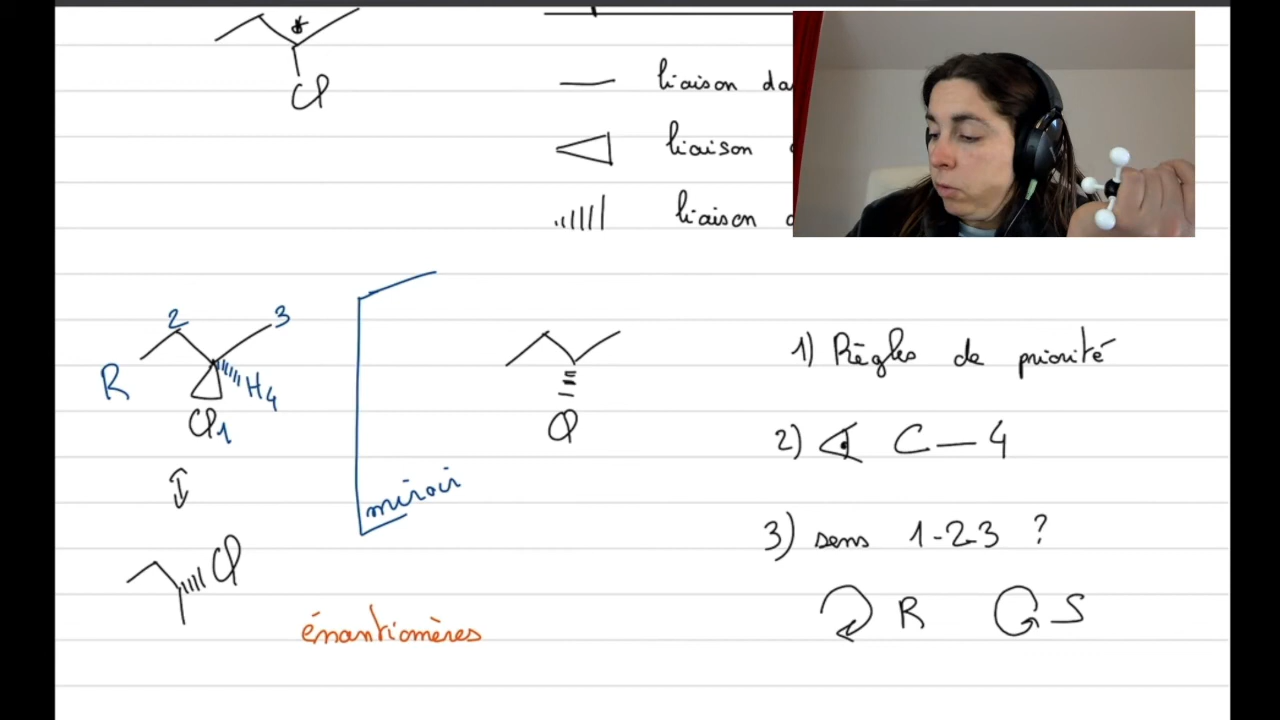 *
Cl
liaison da
liaison
liaison d
2 3
R H4
Cl1
Cl
miroir
Cl
énantiomères
1) Règles de priorité
2) C — 4
3) sens 1-2-3 ?
R S